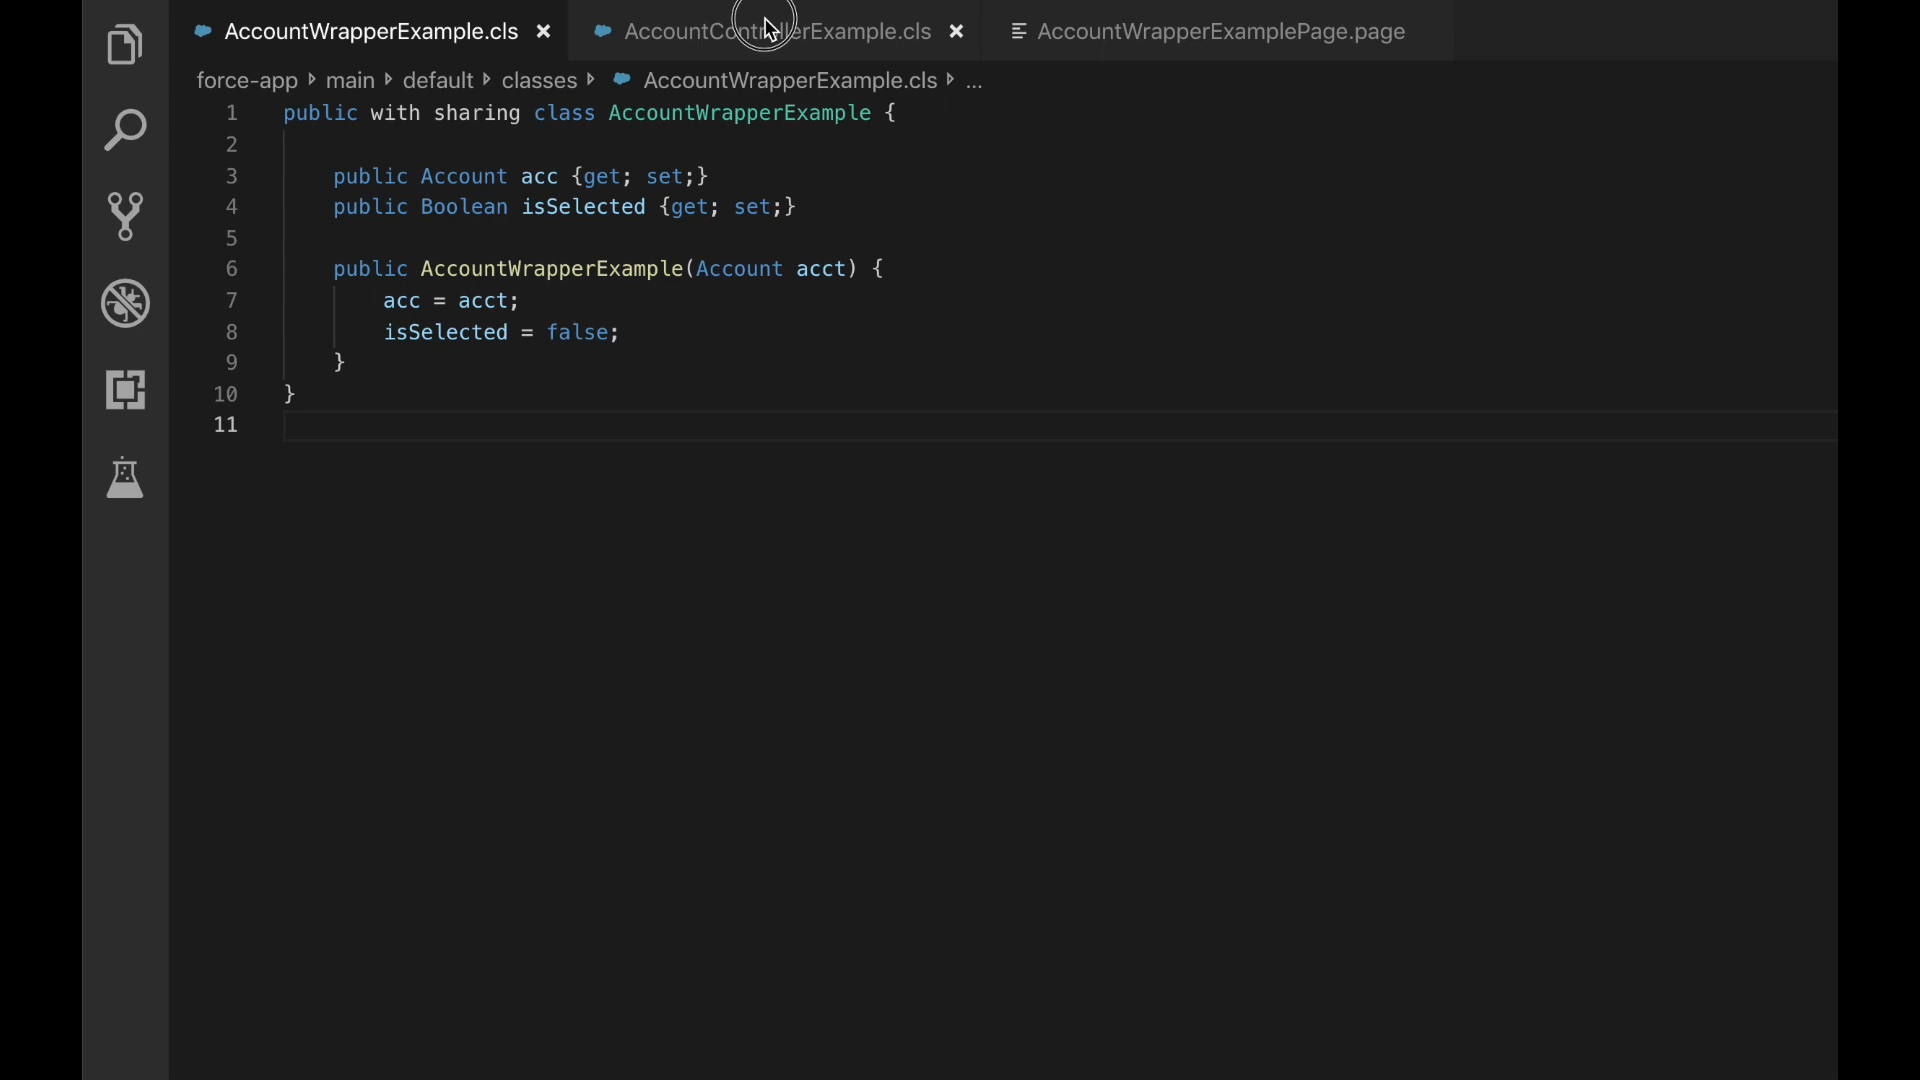 AccountWrapperExample.cls AccountControllerExample.cls AccountWrapperExamplePage.page
force-app main default classes AccountWrapperExample.cls ...
1 public with sharing class AccountWrapperExample {
2
3 public Account acc {get; set;}
4 public Boolean isSelected {get; set;}
5
6 public AccountWrapperExample(Account acct) {
7 acc = acct;
8 isSelected = false;
9 }
10 }
11